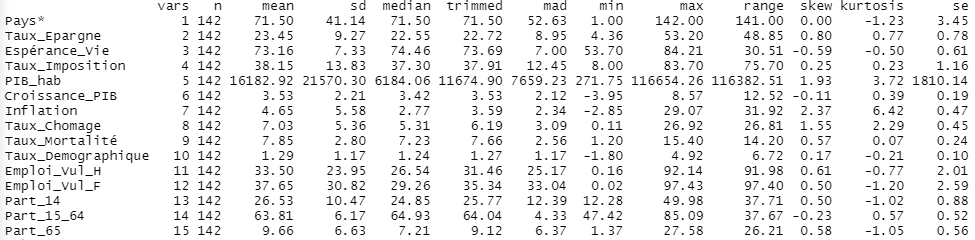 vars n mean sd median trimmed mad min max range skew kurtosis se
Pays* 1 142 71.50 41.14 71.50 71.50 52.63 1.00 142.00 141.00 0.00 -1.23 3.45
Taux_Epargne 2 142 23.45 9.27 22.55 22.72 8.95 4.36 53.20 48.85 0.80 0.77 0.78
Espérance_Vie 3 142 73.16 7.33 74.46 73.69 7.00 53.70 84.21 30.51 -0.59 -0.50 0.61
Taux_Imposition 4 142 38.15 13.83 37.30 37.91 12.45 8.00 83.70 75.70 0.25 0.23 1.16
PIB_hab 5 142 16182.92 21570.30 6184.06 11674.90 7659.23 271.75 116654.26 116382.51 1.93 3.72 1810.14
Croissance_PIB 6 142 3.53 2.21 3.42 3.53 2.12 -3.95 8.57 12.52 -0.11 0.39 0.19
Inflation 7 142 4.65 5.58 2.77 3.59 2.34 -2.85 29.07 31.92 2.37 6.42 0.47
Taux_Chomage 8 142 7.03 5.36 5.31 6.19 3.09 0.11 26.92 26.81 1.55 2.29 0.45
Taux_Mortalité 9 142 7.85 2.80 7.23 7.66 2.56 1.20 15.40 14.20 0.57 0.07 0.24
Taux_Demographique 10 142 1.29 1.17 1.24 1.27 1.17 -1.80 4.92 6.72 0.17 -0.21 0.10
Emploi_Vul_H 11 142 33.50 23.95 26.54 31.46 25.17 0.16 92.14 91.98 0.61 -0.77 2.01
Emploi_Vul_F 12 142 37.65 30.82 29.26 35.34 33.04 0.02 97.43 97.40 0.50 -1.20 2.59
Part_14 13 142 26.53 10.47 24.85 25.77 12.39 12.28 49.98 37.71 0.50 -1.02 0.88
Part_15_64 14 142 63.81 6.17 64.93 64.04 4.33 47.42 85.09 37.67 -0.23 0.57 0.52
Part_65 15 142 9.66 6.63 7.21 9.12 6.37 1.37 27.58 26.21 0.58 -1.05 0.56